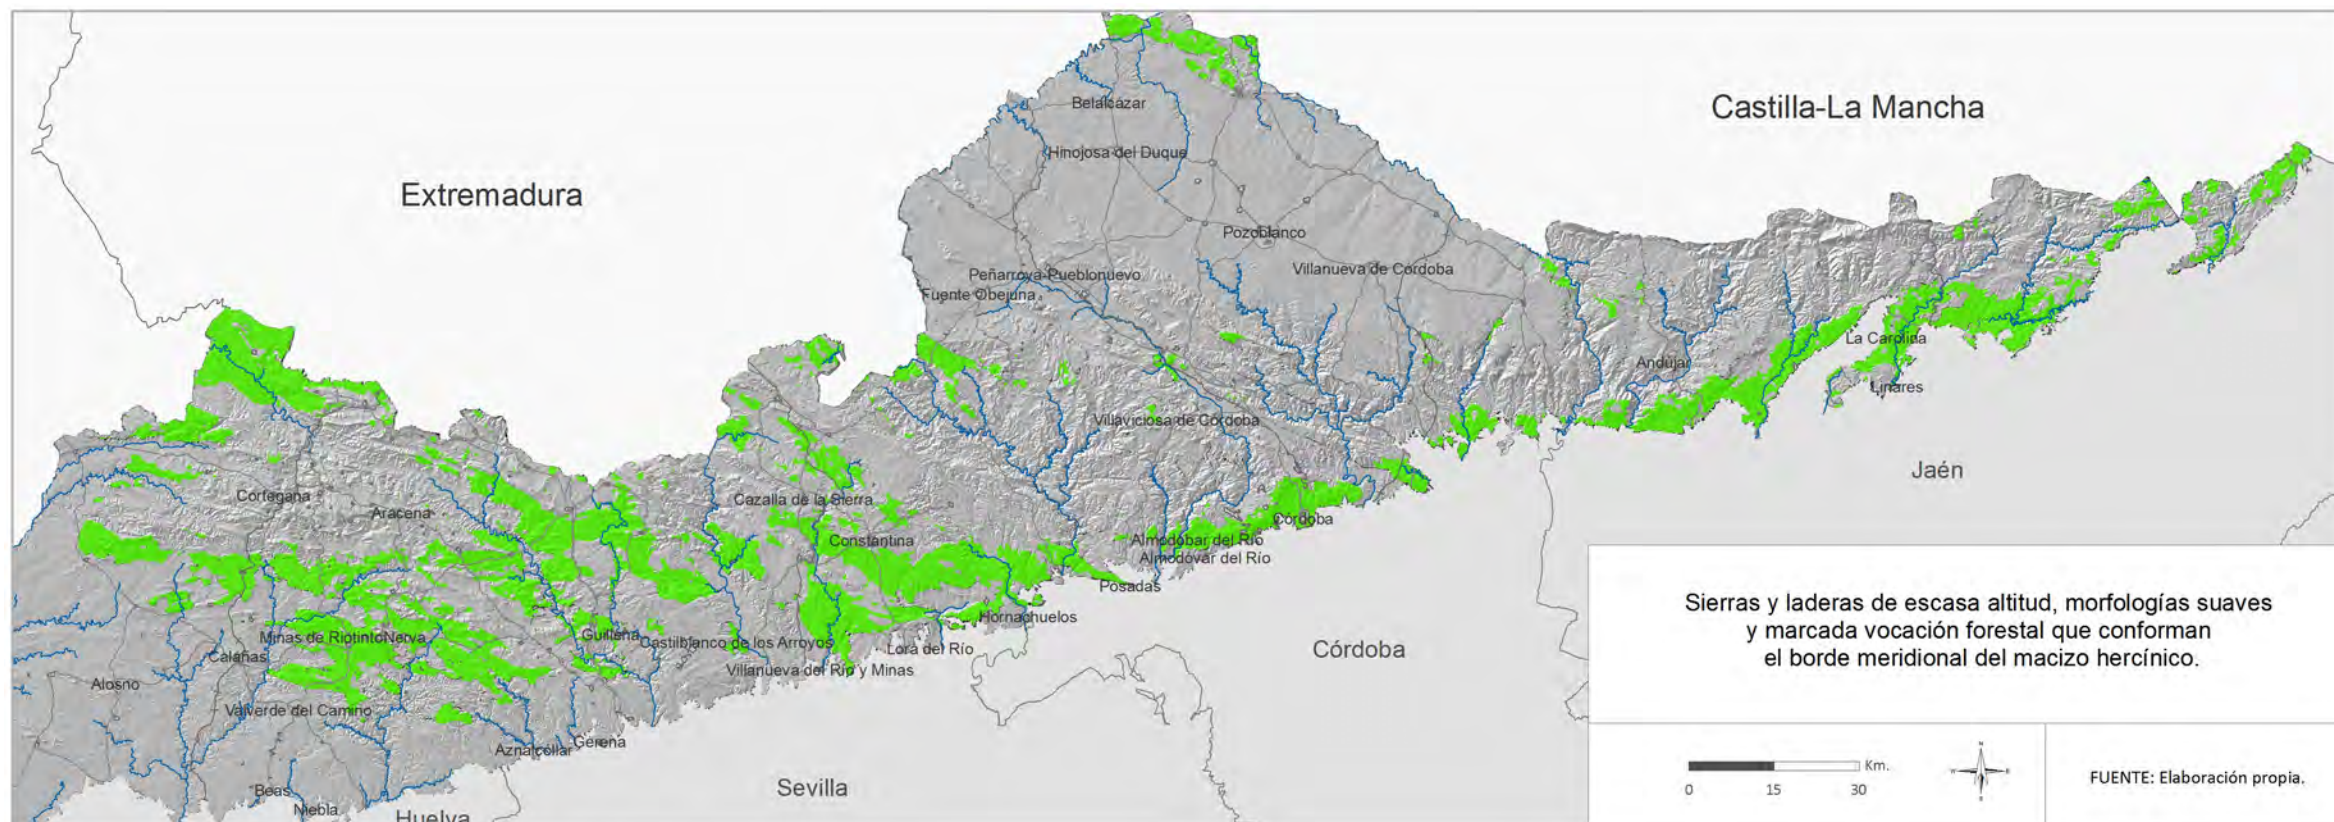 Belalcázar
Castilla-La Mancha
Hinojosa del Duque
Extremadura
Pozoblanco
Peñarroya-Pueblonuevo
Villanueva de Córdoba
Fuente Obejuna
La Carolina
Andújar
Linares
Villaviciosa de Córdoba
Jaén
Cortegana
Cazalla de la Sierra
Aracena
Córdoba
Constantina
Almodóbar del Río
Almodóvar del Río
Posadas
Hornachuelos
Minas de Riotinto
Nerva
Guillena
Castilblanco de los Arroyos
Lora del Río
Córdoba
Calañas
Villanueva del Río y Minas
Alosno
Valverde del Camino
Aznalcóllar
Gerena
Beas
Niebla
Sevilla
Huelva
Sierras y laderas de escasa altitud, morfologías suaves
y marcada vocación forestal que conforman
el borde meridional del macizo hercínico.
Km.
0 15 30
N
W E
S
FUENTE: Elaboración propia.